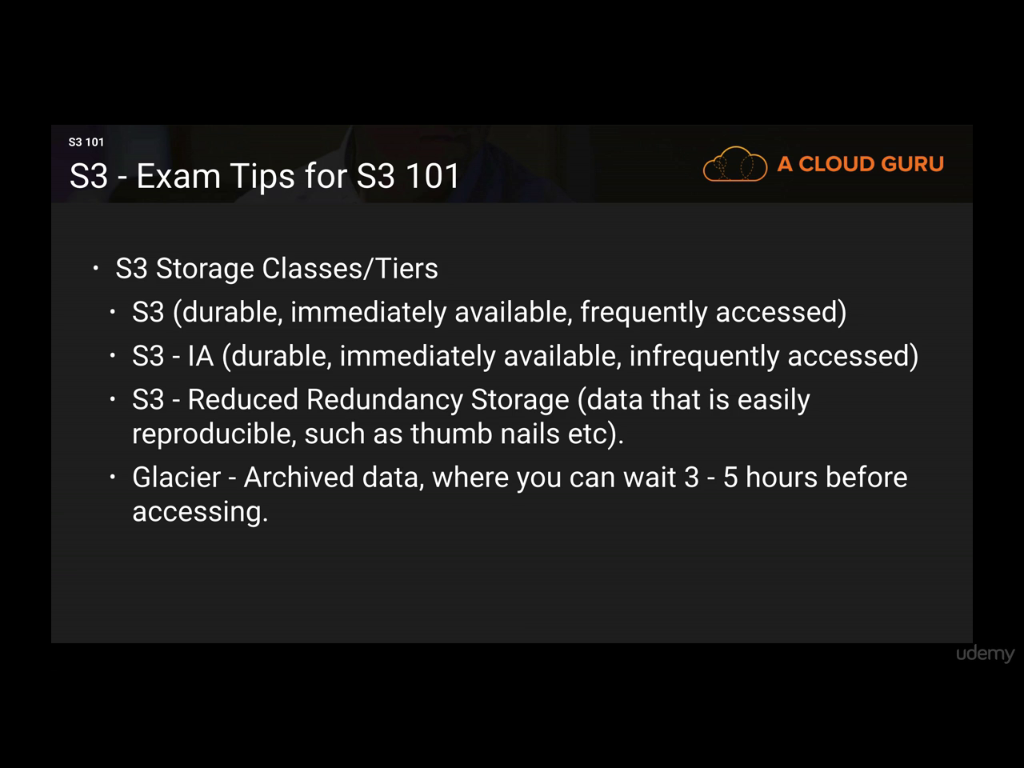 S3 101
S3 - Exam Tips for S3 101
A CLOUD GURU
• S3 Storage Classes/Tiers
• S3 (durable, immediately available, frequently accessed)
• S3 - IA (durable, immediately available, infrequently accessed)
• S3 - Reduced Redundancy Storage (data that is easily
reproducible, such as thumb nails etc).
• Glacier - Archived data, where you can wait 3 - 5 hours before
accessing.
udemy